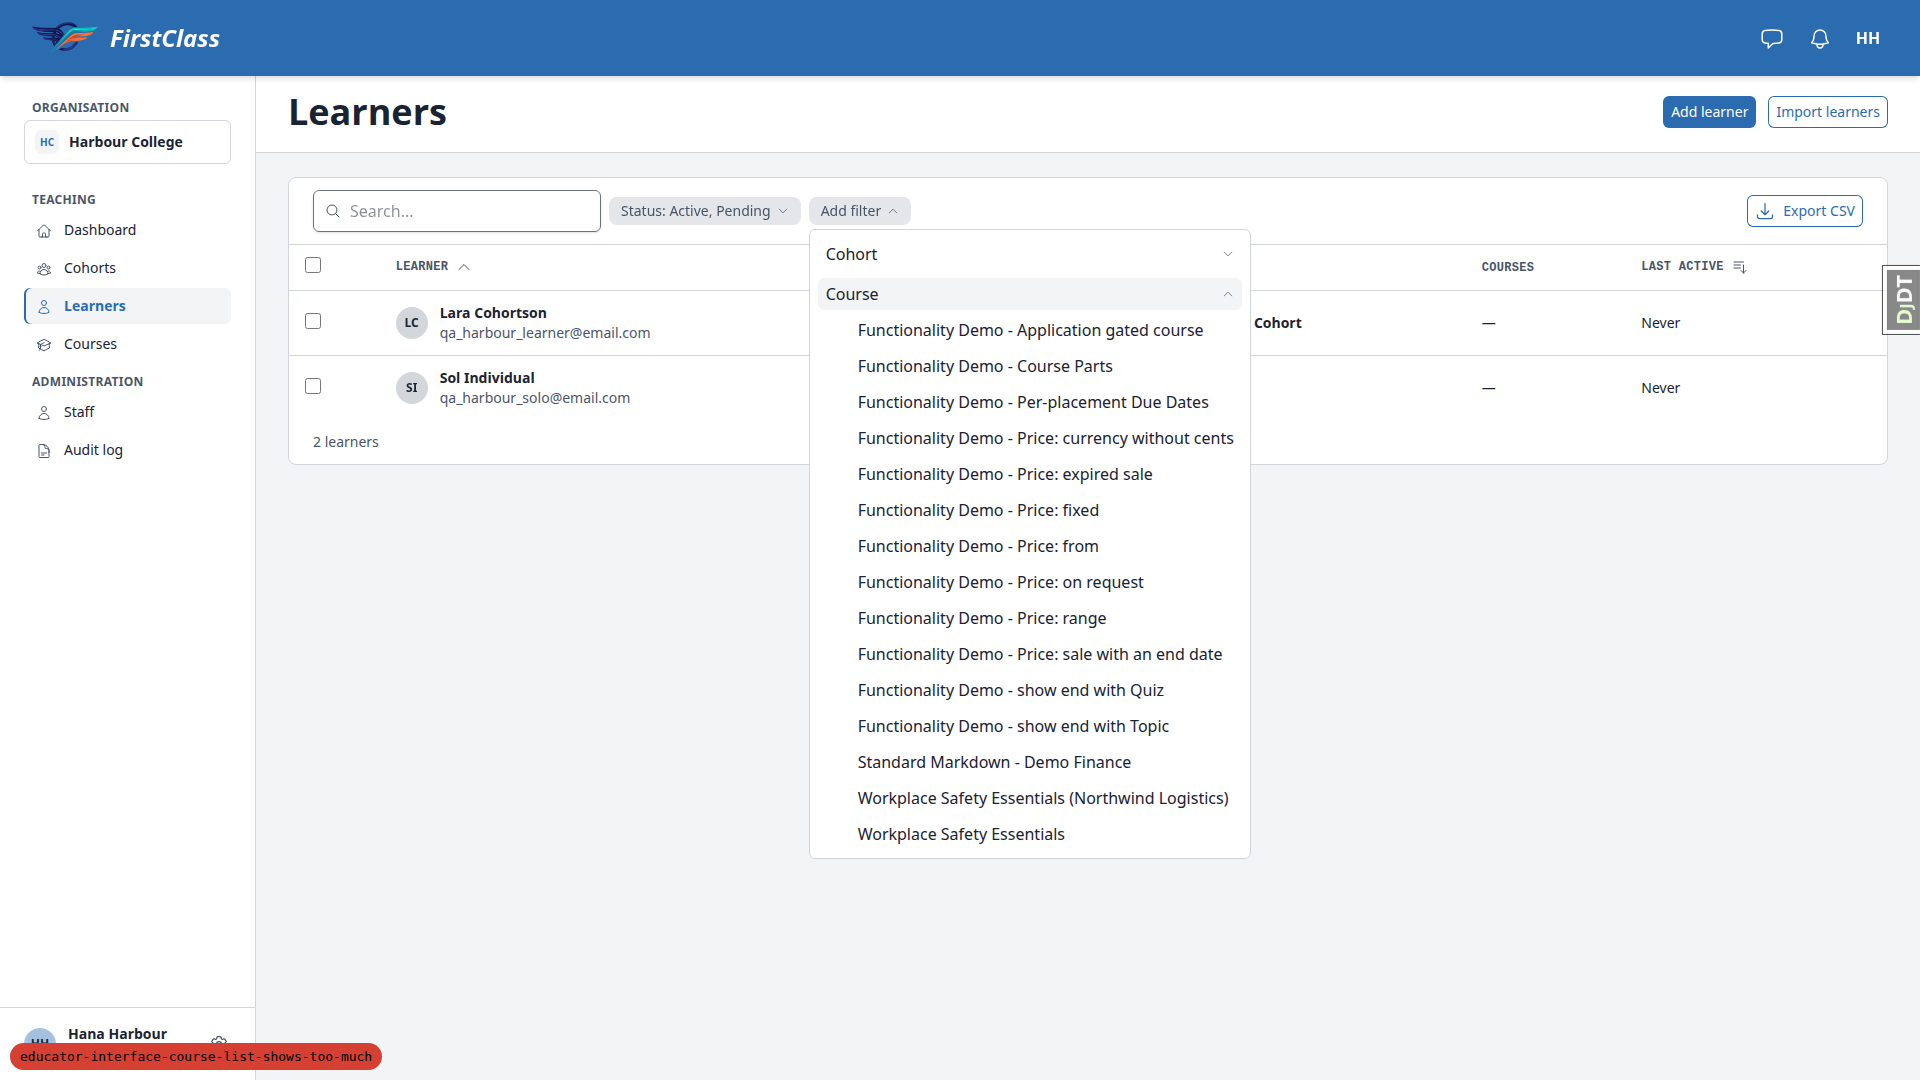 FirstClass
HH
ORGANISATION
HC Harbour College
TEACHING
Dashboard
Cohorts
Learners
Courses
ADMINISTRATION
Staff
Audit log
Hana Harbour
educator-interface-course-list-shows-too-much
Learners
Add learner
Import learners
Search...
Status: Active, Pending
Add filter
Export CSV
LEARNER
COURSES
LAST ACTIVE
LC
Lara Cohortson
qa_harbour_learner@email.com
Cohort
—
Never
SI
Sol Individual
qa_harbour_solo@email.com
—
Never
2 learners
Cohort
Course
Functionality Demo - Application gated course
Functionality Demo - Course Parts
Functionality Demo - Per-placement Due Dates
Functionality Demo - Price: currency without cents
Functionality Demo - Price: expired sale
Functionality Demo - Price: fixed
Functionality Demo - Price: from
Functionality Demo - Price: on request
Functionality Demo - Price: range
Functionality Demo - Price: sale with an end date
Functionality Demo - show end with Quiz
Functionality Demo - show end with Topic
Standard Markdown - Demo Finance
Workplace Safety Essentials (Northwind Logistics)
Workplace Safety Essentials
DjDT